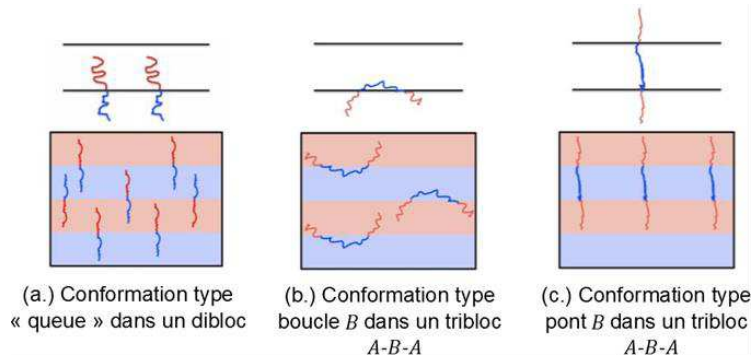 (a.) Conformation type
« queue » dans un dibloc
(b.) Conformation type
boucle B dans un tribloc
A-B-A
(c.) Conformation type
pont B dans un tribloc
A-B-A